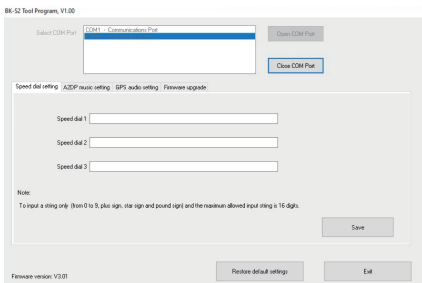 BK-S2 Tool Program, V1.00
Select COM Port
COM1 - Communications Port
Open COM Port
Close COM Port
Speed dial setting A2DP music setting GPS audio setting Firmware upgrade
Speed dial 1
Speed dial 2
Speed dial 3
Note:
To input a string only (from 0 to 9, plus sign, star sign and pound sign) and the maximum allowed input string is 16 digits.
Save
Firmware version: V3.01
Restore default settings
Exit